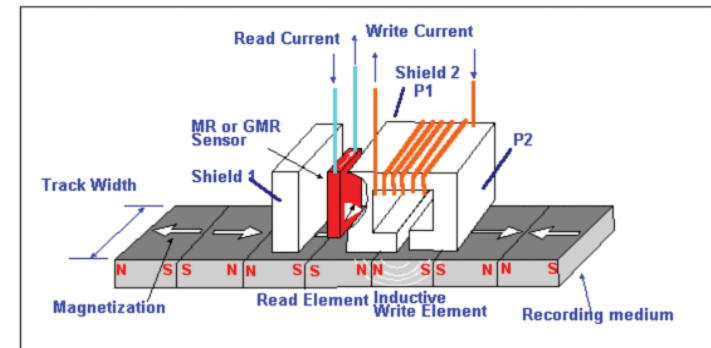 Read Current
Write Current
Shield 2
P1
MR or GMR
Sensor
P2
Shield 1
Track Width
N S S N N S S N N S S N N S
Magnetization
Read Element
Inductive
Write Element
Recording medium